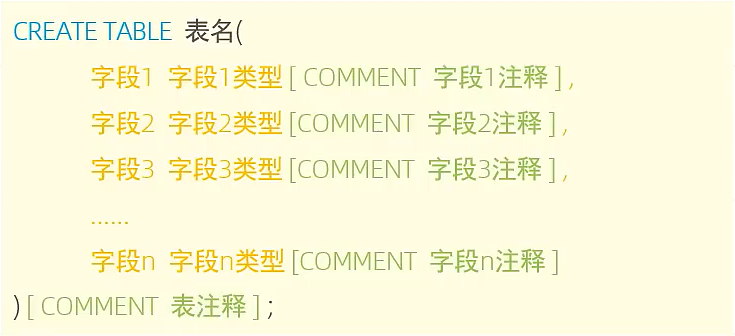 CREATE TABLE 表名(
字段1 字段1类型 [ COMMENT 字段1注释 ] ,
字段2 字段2类型 [COMMENT 字段2注释 ] ,
字段3 字段3类型 [COMMENT 字段3注释 ] ,
......
字段n 字段n类型 [COMMENT 字段n注释 ]
) [ COMMENT 表注释 ] ;